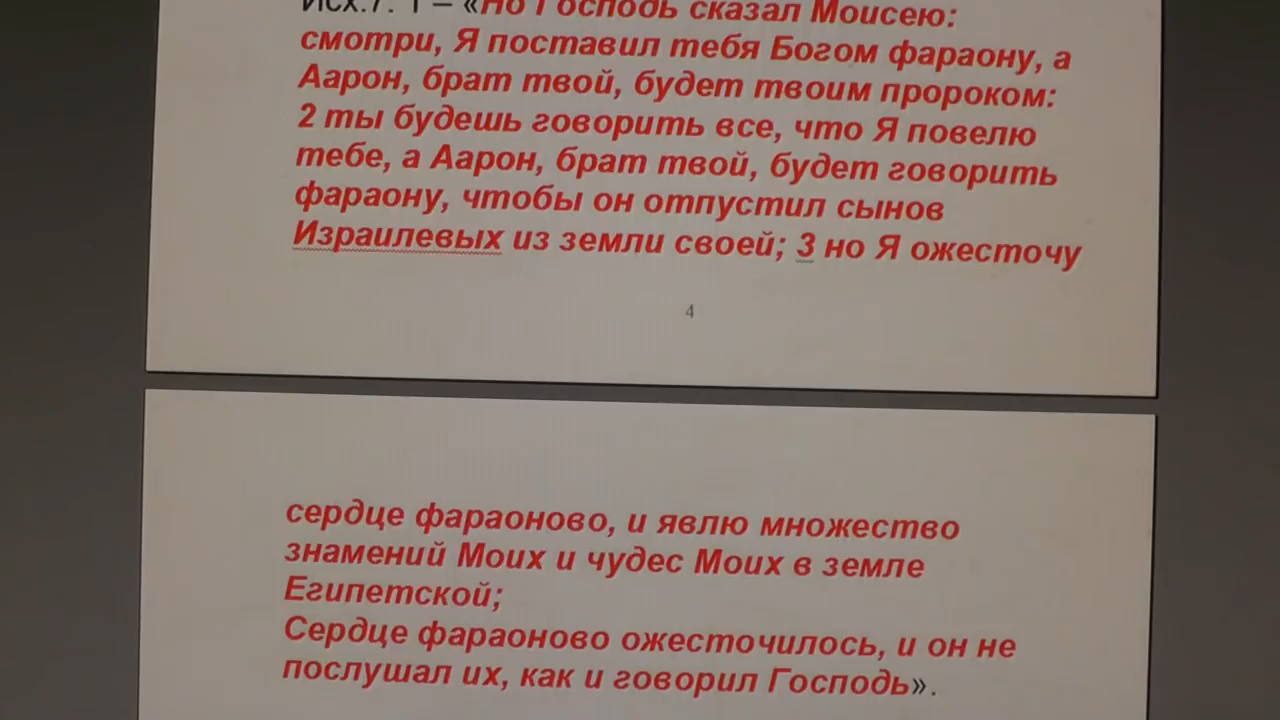 Исх.7: 1 – «Но Господь сказал Моисею:
смотри, Я поставил тебя Богом фараону, а
Аарон, брат твой, будет твоим пророком:
2 ты будешь говорить все, что Я повелю
тебе, а Аарон, брат твой, будет говорить
фараону, чтобы он отпустил сынов
Израилевых из земли своей; 3 но Я ожесточу
4
сердце фараоново, и явлю множество
знамений Моих и чудес Моих в земле
Египетской;
Сердце фараоново ожесточилось, и он не
послушал их, как и говорил Господь».